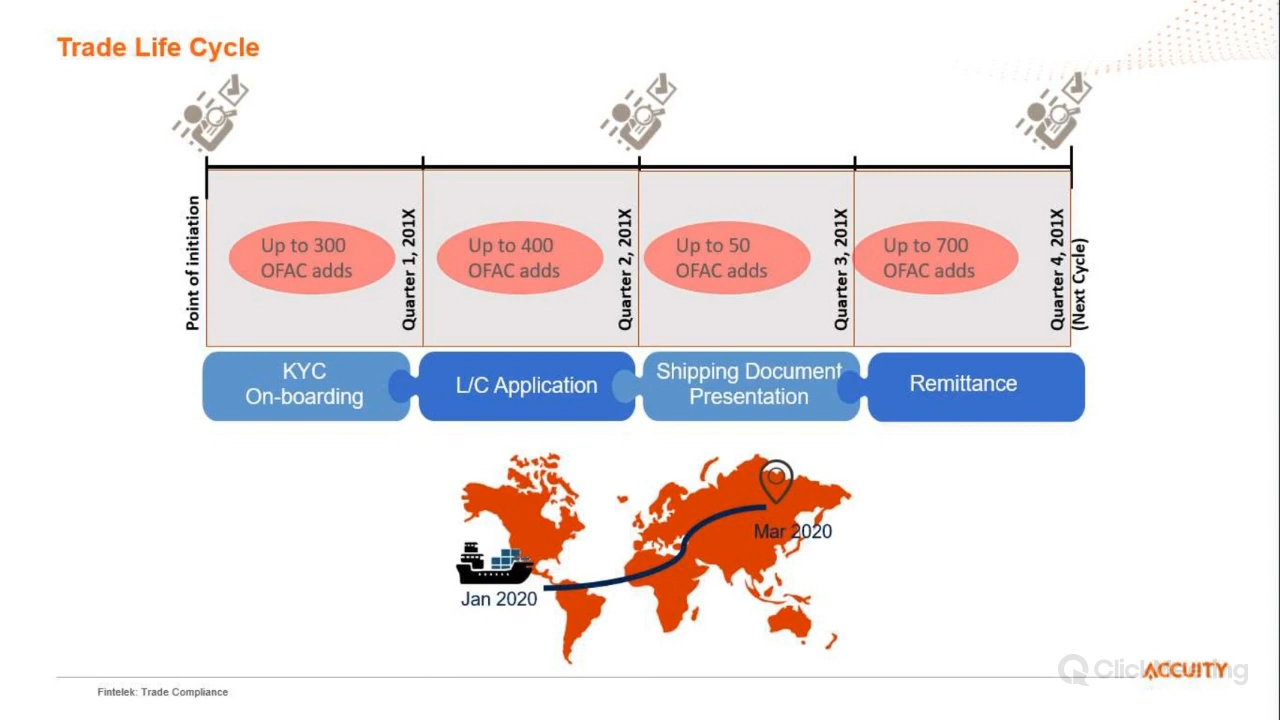 Trade Life Cycle
Point of initiation
Up to 300
OFAC adds
Quarter 1, 201X
Up to 400
OFAC adds
Quarter 2, 201X
Up to 50
OFAC adds
Quarter 3, 201X
Up to 700
OFAC adds
Quarter 4, 201X
(Next Cycle)
KYC
On-boarding
L/C Application
Shipping Document
Presentation
Remittance
Mar 2020
Jan 2020
ClickMeeting
ACCUITY
Fintelek: Trade Compliance